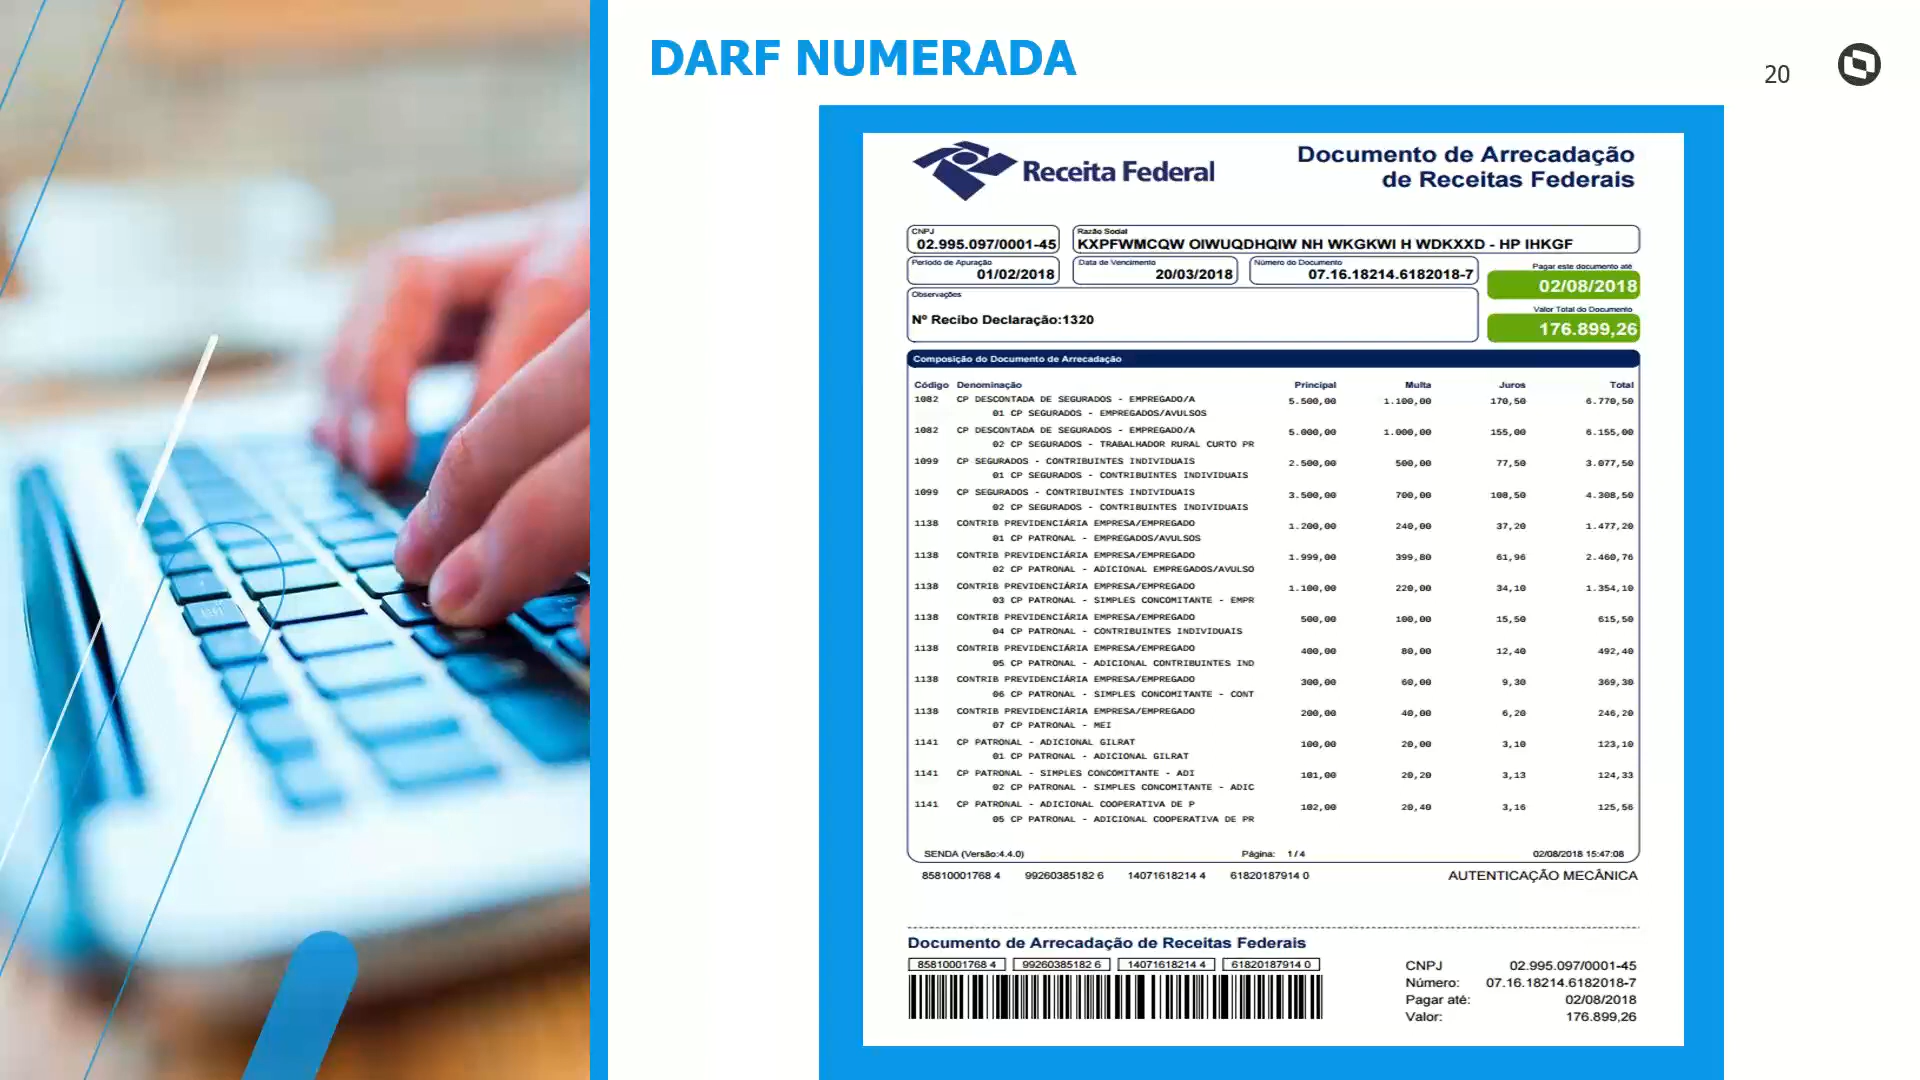 DARF NUMERADA
20
Receita Federal
Documento de Arrecadação
de Receitas Federais
CNPJ
02.995.097/0001-45
Razão Social
KXPFWMCQW OIWUQDHQIW NH WKGKWI H WDKXXD - HP IHKGF
Período de Apuração
01/02/2018
Data de Vencimento
20/03/2018
Número do Documento
07.16.18214.6182018-7
Pagar este documento até
02/08/2018
Observações
Nº Recibo Declaração:1320
Valor Total do Documento
176.899,26
Composição do Documento de Arrecadação
Código Denominação Principal Multa Juros Total
1082 CP DESCONTADA DE SEGURADOS - EMPREGADO/A 5.500,00 1.100,00 170,50 6.770,50
01 CP SEGURADOS - EMPREGADOS/AVULSOS
1082 CP DESCONTADA DE SEGURADOS - EMPREGADO/A 5.000,00 1.000,00 155,00 6.155,00
02 CP SEGURADOS - TRABALHADOR RURAL CURTO PR
1099 CP SEGURADOS - CONTRIBUINTES INDIVIDUAIS 2.500,00 500,00 77,50 3.077,50
01 CP SEGURADOS - CONTRIBUINTES INDIVIDUAIS
1099 CP SEGURADOS - CONTRIBUINTES INDIVIDUAIS 3.500,00 700,00 108,50 4.308,50
02 CP SEGURADOS - CONTRIBUINTES INDIVIDUAIS
1138 CONTRIB PREVIDENCIÁRIA EMPRESA/EMPREGADO 1.200,00 240,00 37,20 1.477,20
01 CP PATRONAL - EMPREGADOS/AVULSOS
1138 CONTRIB PREVIDENCIÁRIA EMPRESA/EMPREGADO 1.999,00 399,80 61,96 2.460,76
02 CP PATRONAL - ADICIONAL EMPREGADOS/AVULSO
1138 CONTRIB PREVIDENCIÁRIA EMPRESA/EMPREGADO 1.100,00 220,00 34,10 1.354,10
03 CP PATRONAL - SIMPLES CONCOMITANTE - EMPR
1138 CONTRIB PREVIDENCIÁRIA EMPRESA/EMPREGADO 500,00 100,00 15,50 615,50
04 CP PATRONAL - CONTRIBUINTES INDIVIDUAIS
1138 CONTRIB PREVIDENCIÁRIA EMPRESA/EMPREGADO 400,00 80,00 12,40 492,40
05 CP PATRONAL - ADICIONAL CONTRIBUINTES IND
1138 CONTRIB PREVIDENCIÁRIA EMPRESA/EMPREGADO 300,00 60,00 9,30 369,30
06 CP PATRONAL - SIMPLES CONCOMITANTE - CONT
1138 CONTRIB PREVIDENCIÁRIA EMPRESA/EMPREGADO 200,00 40,00 6,20 246,20
07 CP PATRONAL - MEI
1141 CP PATRONAL - ADICIONAL GILRAT 100,00 20,00 3,10 123,10
01 CP PATRONAL - ADICIONAL GILRAT
1141 CP PATRONAL - SIMPLES CONCOMITANTE - ADI 101,00 20,20 3,13 124,33
02 CP PATRONAL - SIMPLES CONCOMITANTE - ADIC
1141 CP PATRONAL - ADICIONAL COOPERATIVA DE P 102,00 20,40 3,16 125,56
05 CP PATRONAL - ADICIONAL COOPERATIVA DE PR
SENDA (Versão:4.4.0) Página: 1 / 4 02/08/2018 15:47:08
85810001768 4 99260385182 6 14071618214 4 61820187914 0 AUTENTICAÇÃO MECÂNICA
Documento de Arrecadação de Receitas Federais
85810001768 4 99260385182 6 14071618214 4 61820187914 0
CNPJ 02.995.097/0001-45
Número: 07.16.18214.6182018-7
Pagar até: 02/08/2018
Valor: 176.899,26